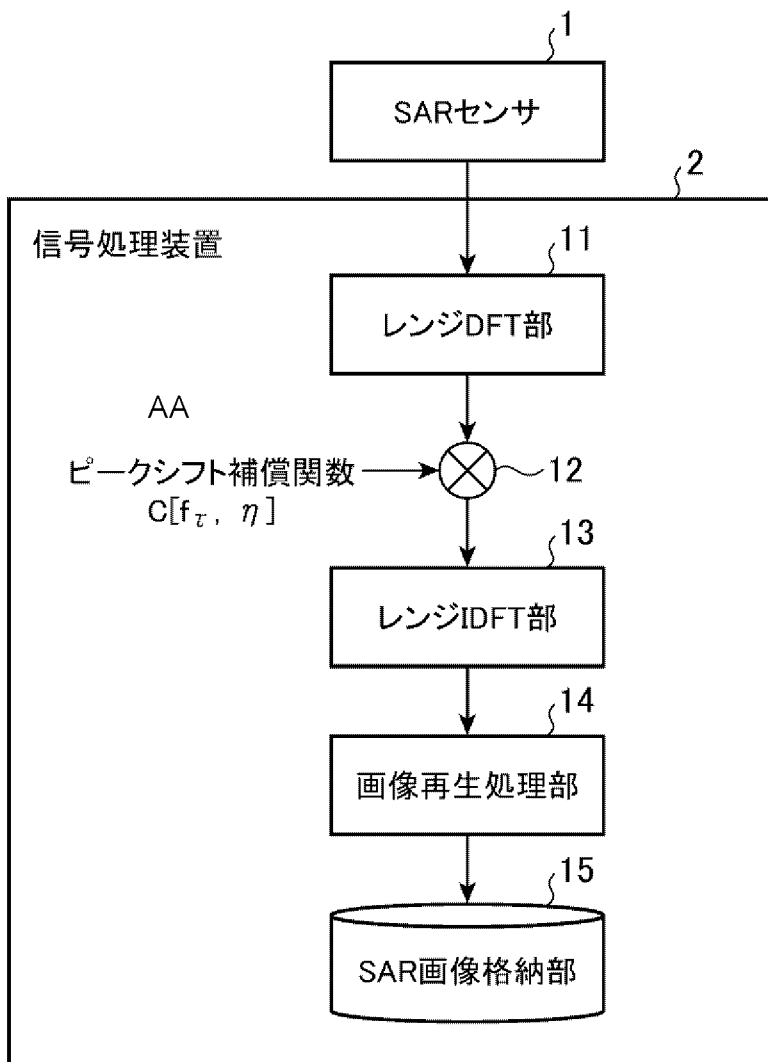 1
SARセンサ
2
信号処理装置
11
レンジDFT部
AA
ピークシフト補償関数
C[fτ, η]
12
13
レンジIDFT部
14
画像再生処理部
15
SAR画像格納部